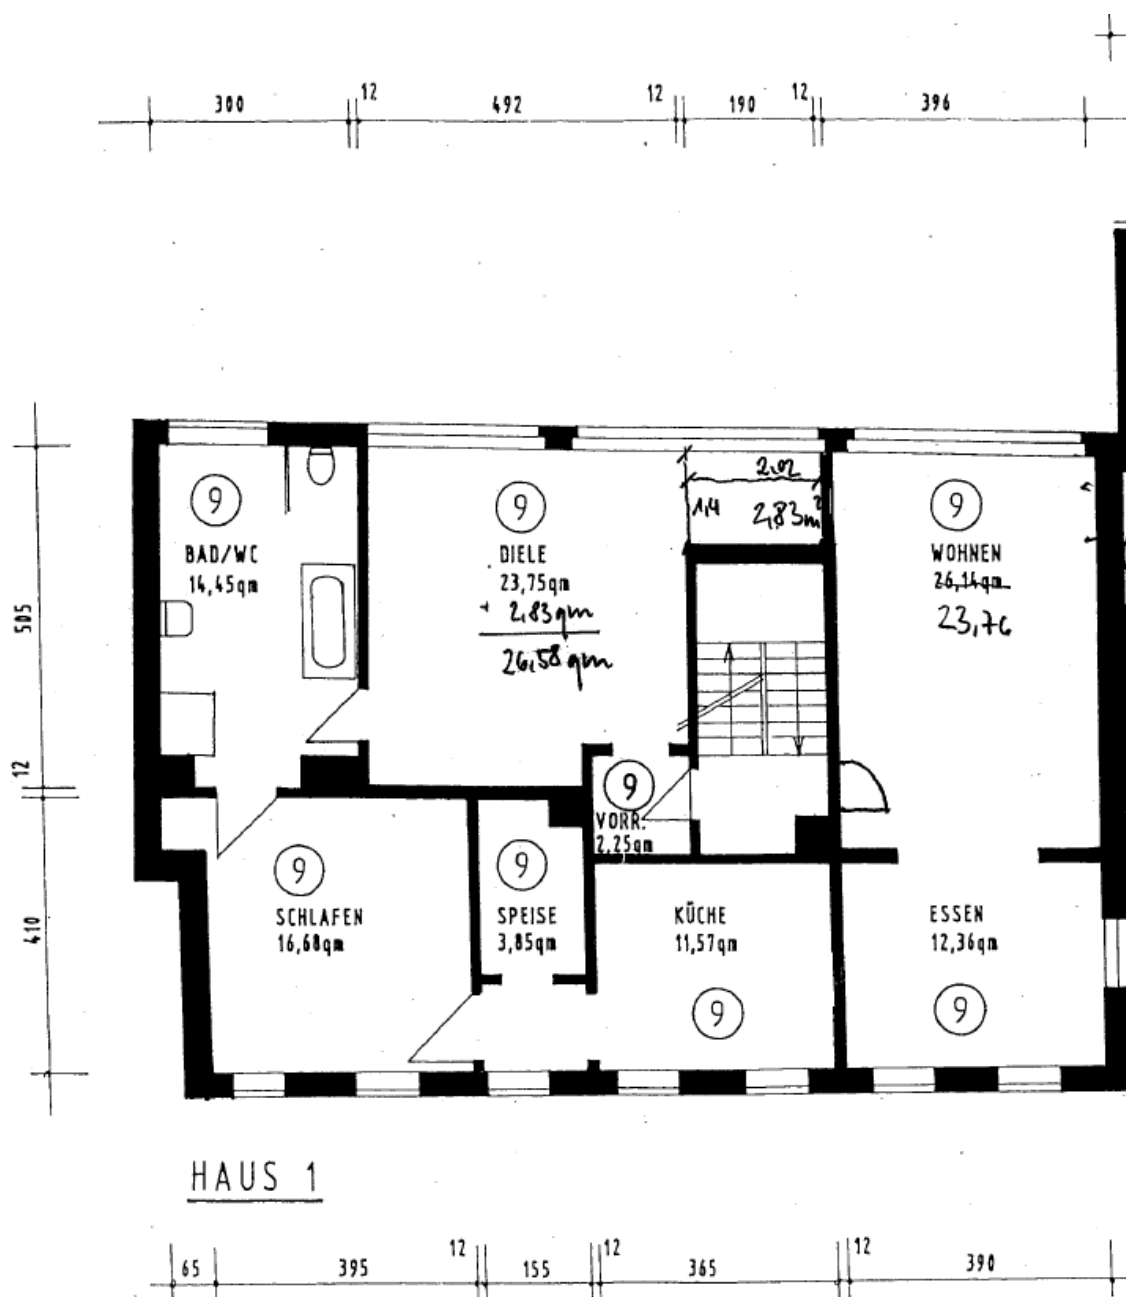 300 12 492 12 190 12 396
9
BAD/WC
14,45qm
9
DIELE
23,75qm
+ 2,83qm
26,58 qm
2,02
1,4 2,83m²
9
WOHNEN
26,14qm
23,76
505
12
410
9
VORR.
2,25qm
9
SCHLAFEN
16,68qm
9
SPEISE
3,85qm
KÜCHE
11,57qm
9
ESSEN
12,36qm
9
HAUS 1
65 395 12 155 12 365 12 390